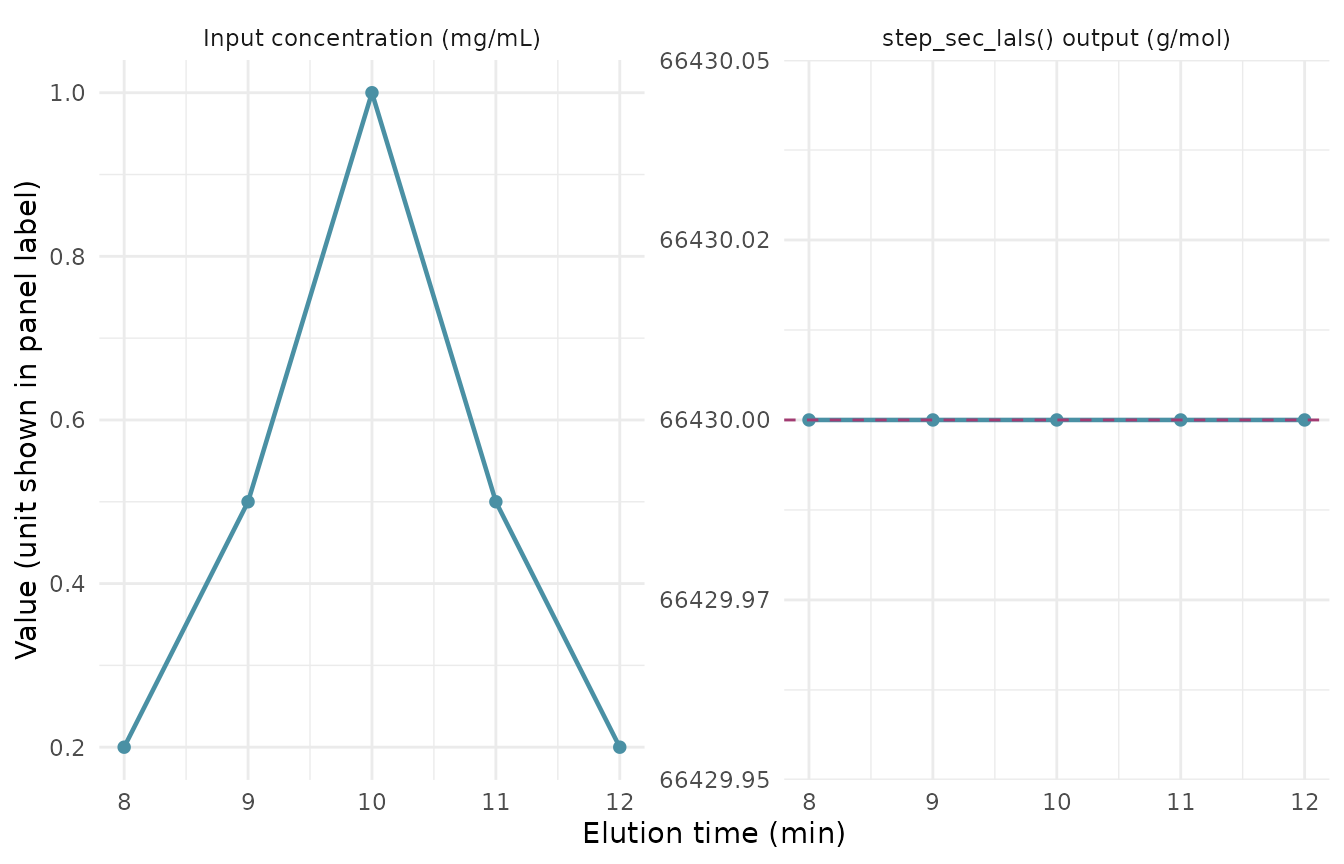 Input concentration (mg/mL)
step_sec_lals() output (g/mol)
Value (unit shown in panel label)
1.0
0.8
0.6
0.4
0.2
66430.05
66430.02
66430.00
66429.97
66429.95
8 9 10 11 12
8 9 10 11 12
Elution time (min)